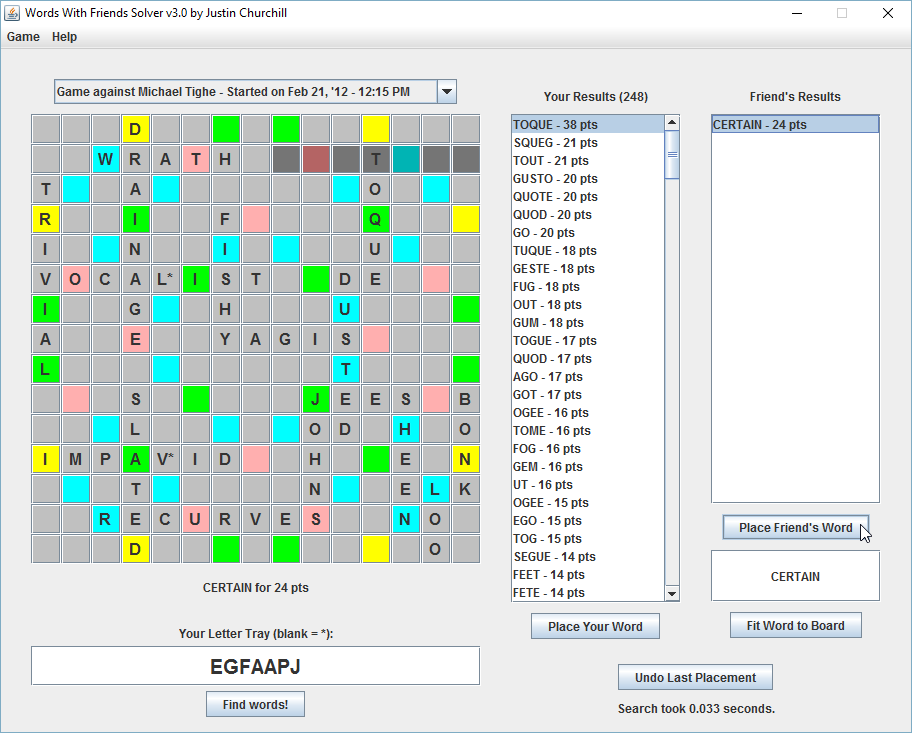 Words With Friends Solver v3.0 by Justin Churchill
Game Help
Game against Michael Tighe - Started on Feb 21, '12 - 12:15 PM
D
W R A T H T
T A O
R I F Q
I N I U
V O C A L* I S T D E
I G H U
A E Y A G I S
L T
S J E E S B
L O D H O
I M P A V* I D H E N
T N E L K
R E C U R V E S N O
D O
CERTAIN for 24 pts
Your Letter Tray (blank = *):
EGFAAPJ
Find words!
Your Results (248)
TOQUE - 38 pts
SQUEG - 21 pts
TOUT - 21 pts
GUSTO - 20 pts
QUOTE - 20 pts
QUOD - 20 pts
GO - 20 pts
TUQUE - 18 pts
GESTE - 18 pts
FUG - 18 pts
OUT - 18 pts
GUM - 18 pts
TOGUE - 17 pts
QUOD - 17 pts
AGO - 17 pts
GOT - 17 pts
OGEE - 16 pts
TOME - 16 pts
FOG - 16 pts
GEM - 16 pts
UT - 16 pts
OGEE - 15 pts
EGO - 15 pts
TOG - 15 pts
SEGUE - 14 pts
FEET - 14 pts
FETE - 14 pts
Place Your Word
Friend's Results
CERTAIN - 24 pts
Place Friend's Word
CERTAIN
Fit Word to Board
Undo Last Placement
Search took 0.033 seconds.